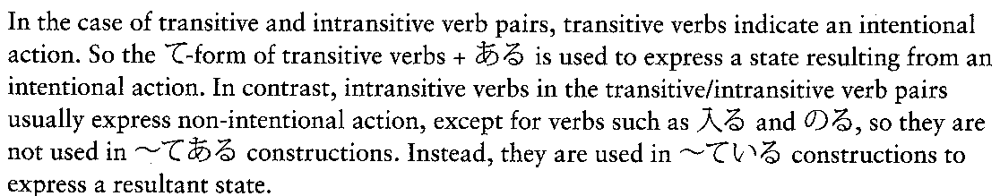 In the case of transitive and intransitive verb pairs, transitive verbs indicate an intentional
action. So the て-form of transitive verbs + ある is used to express a state resulting from an
intentional action. In contrast, intransitive verbs in the transitive/intransitive verb pairs
usually express non-intentional action, except for verbs such as 入る and のる, so they are
not used in 〜てある constructions. Instead, they are used in 〜ている constructions to
express a resultant state.